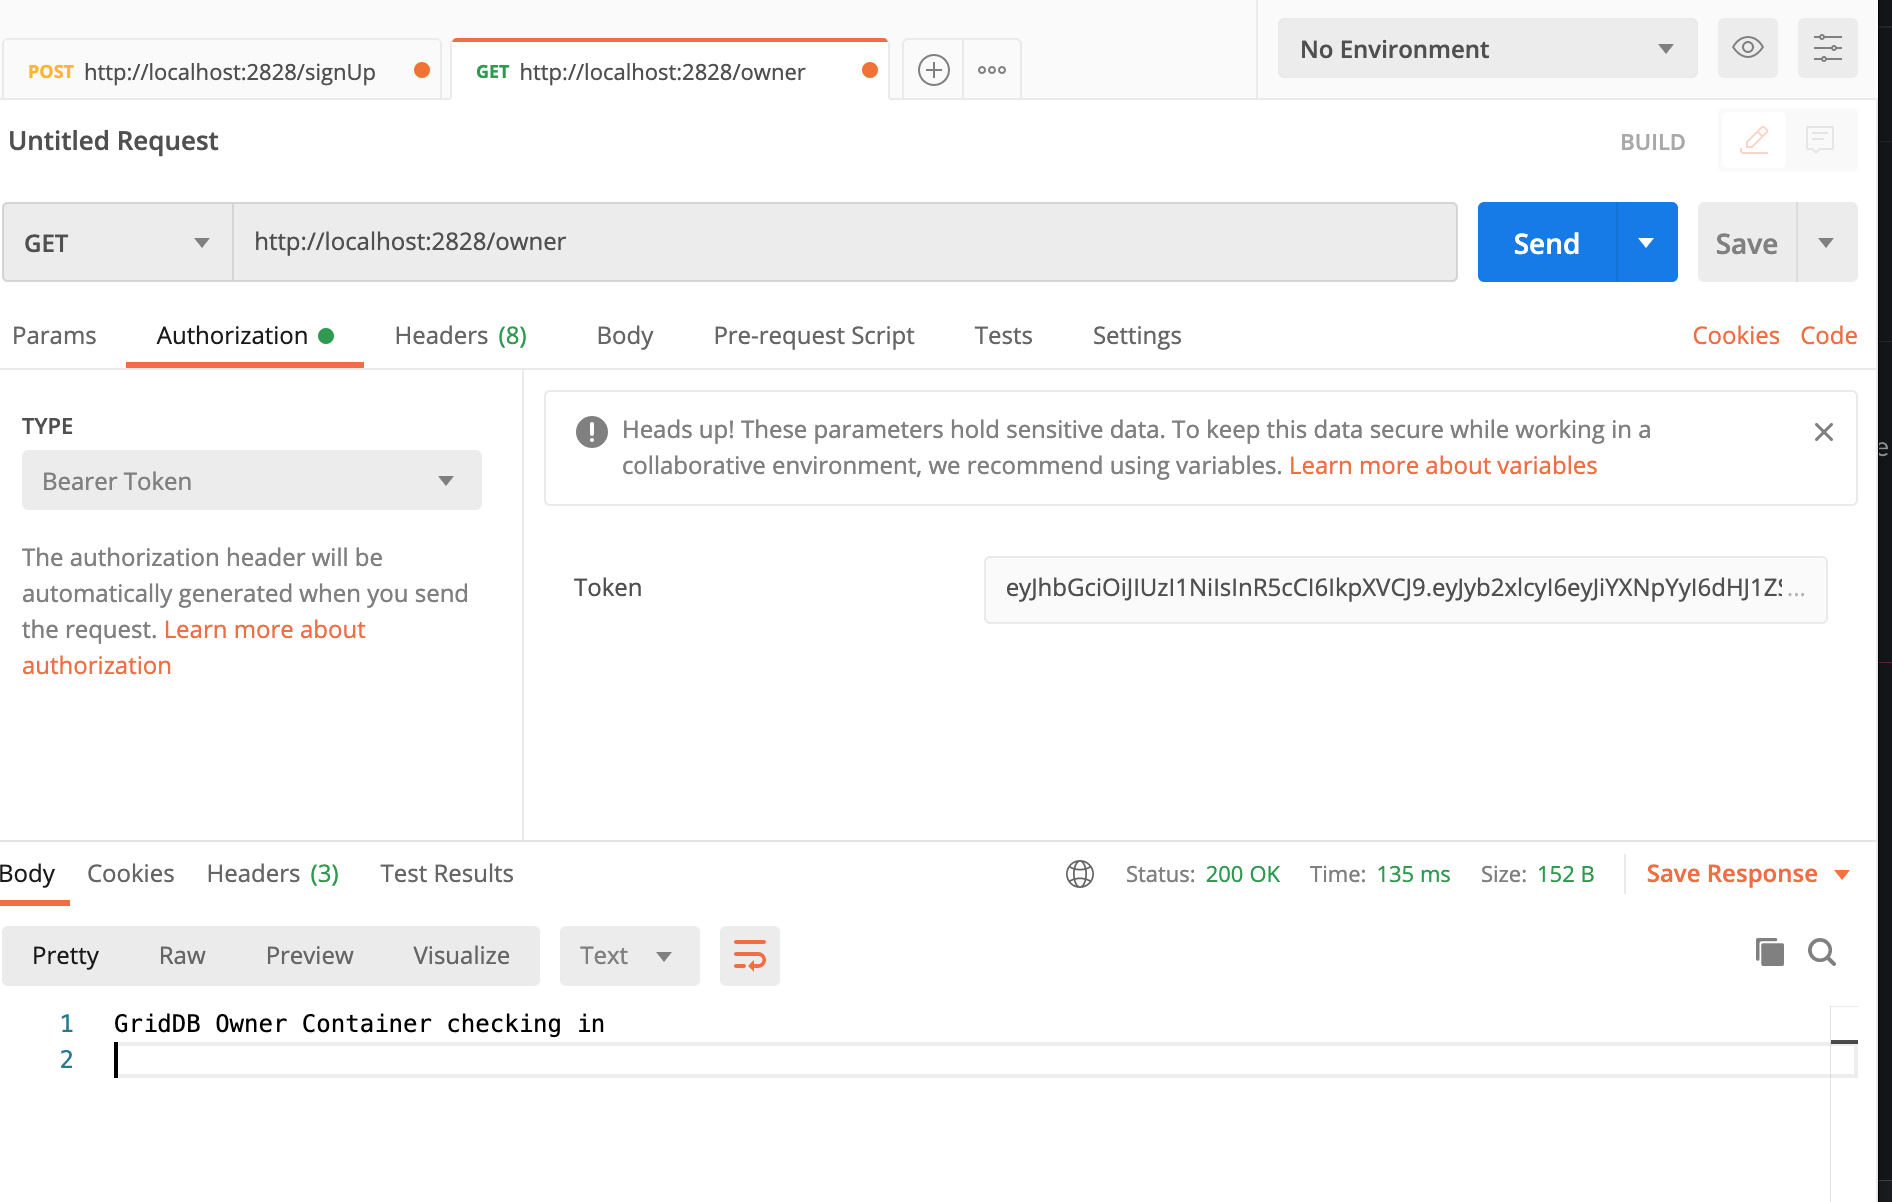 POST http://localhost:2828/signUp
GET http://localhost:2828/owner
No Environment
Untitled Request
BUILD
GET
http://localhost:2828/owner
Send
Save
Params
Authorization
Headers (8)
Body
Pre-request Script
Tests
Settings
Cookies
Code
TYPE
Bearer Token
The authorization header will be
automatically generated when you send
the request. Learn more about
authorization
Heads up! These parameters hold sensitive data. To keep this data secure while working in a
collaborative environment, we recommend using variables. Learn more about variables
Token
eyJhbGciOiJIUzI1NiIsInR5cCI6IkpXVCJ9.eyJyb2xlcyI6eyJiYXNpYyI6dHJ1ZS...
Body
Cookies
Headers (3)
Test Results
Status: 200 OK
Time: 135 ms
Size: 152 B
Save Response
Pretty
Raw
Preview
Visualize
Text
1 GridDB Owner Container checking in
2